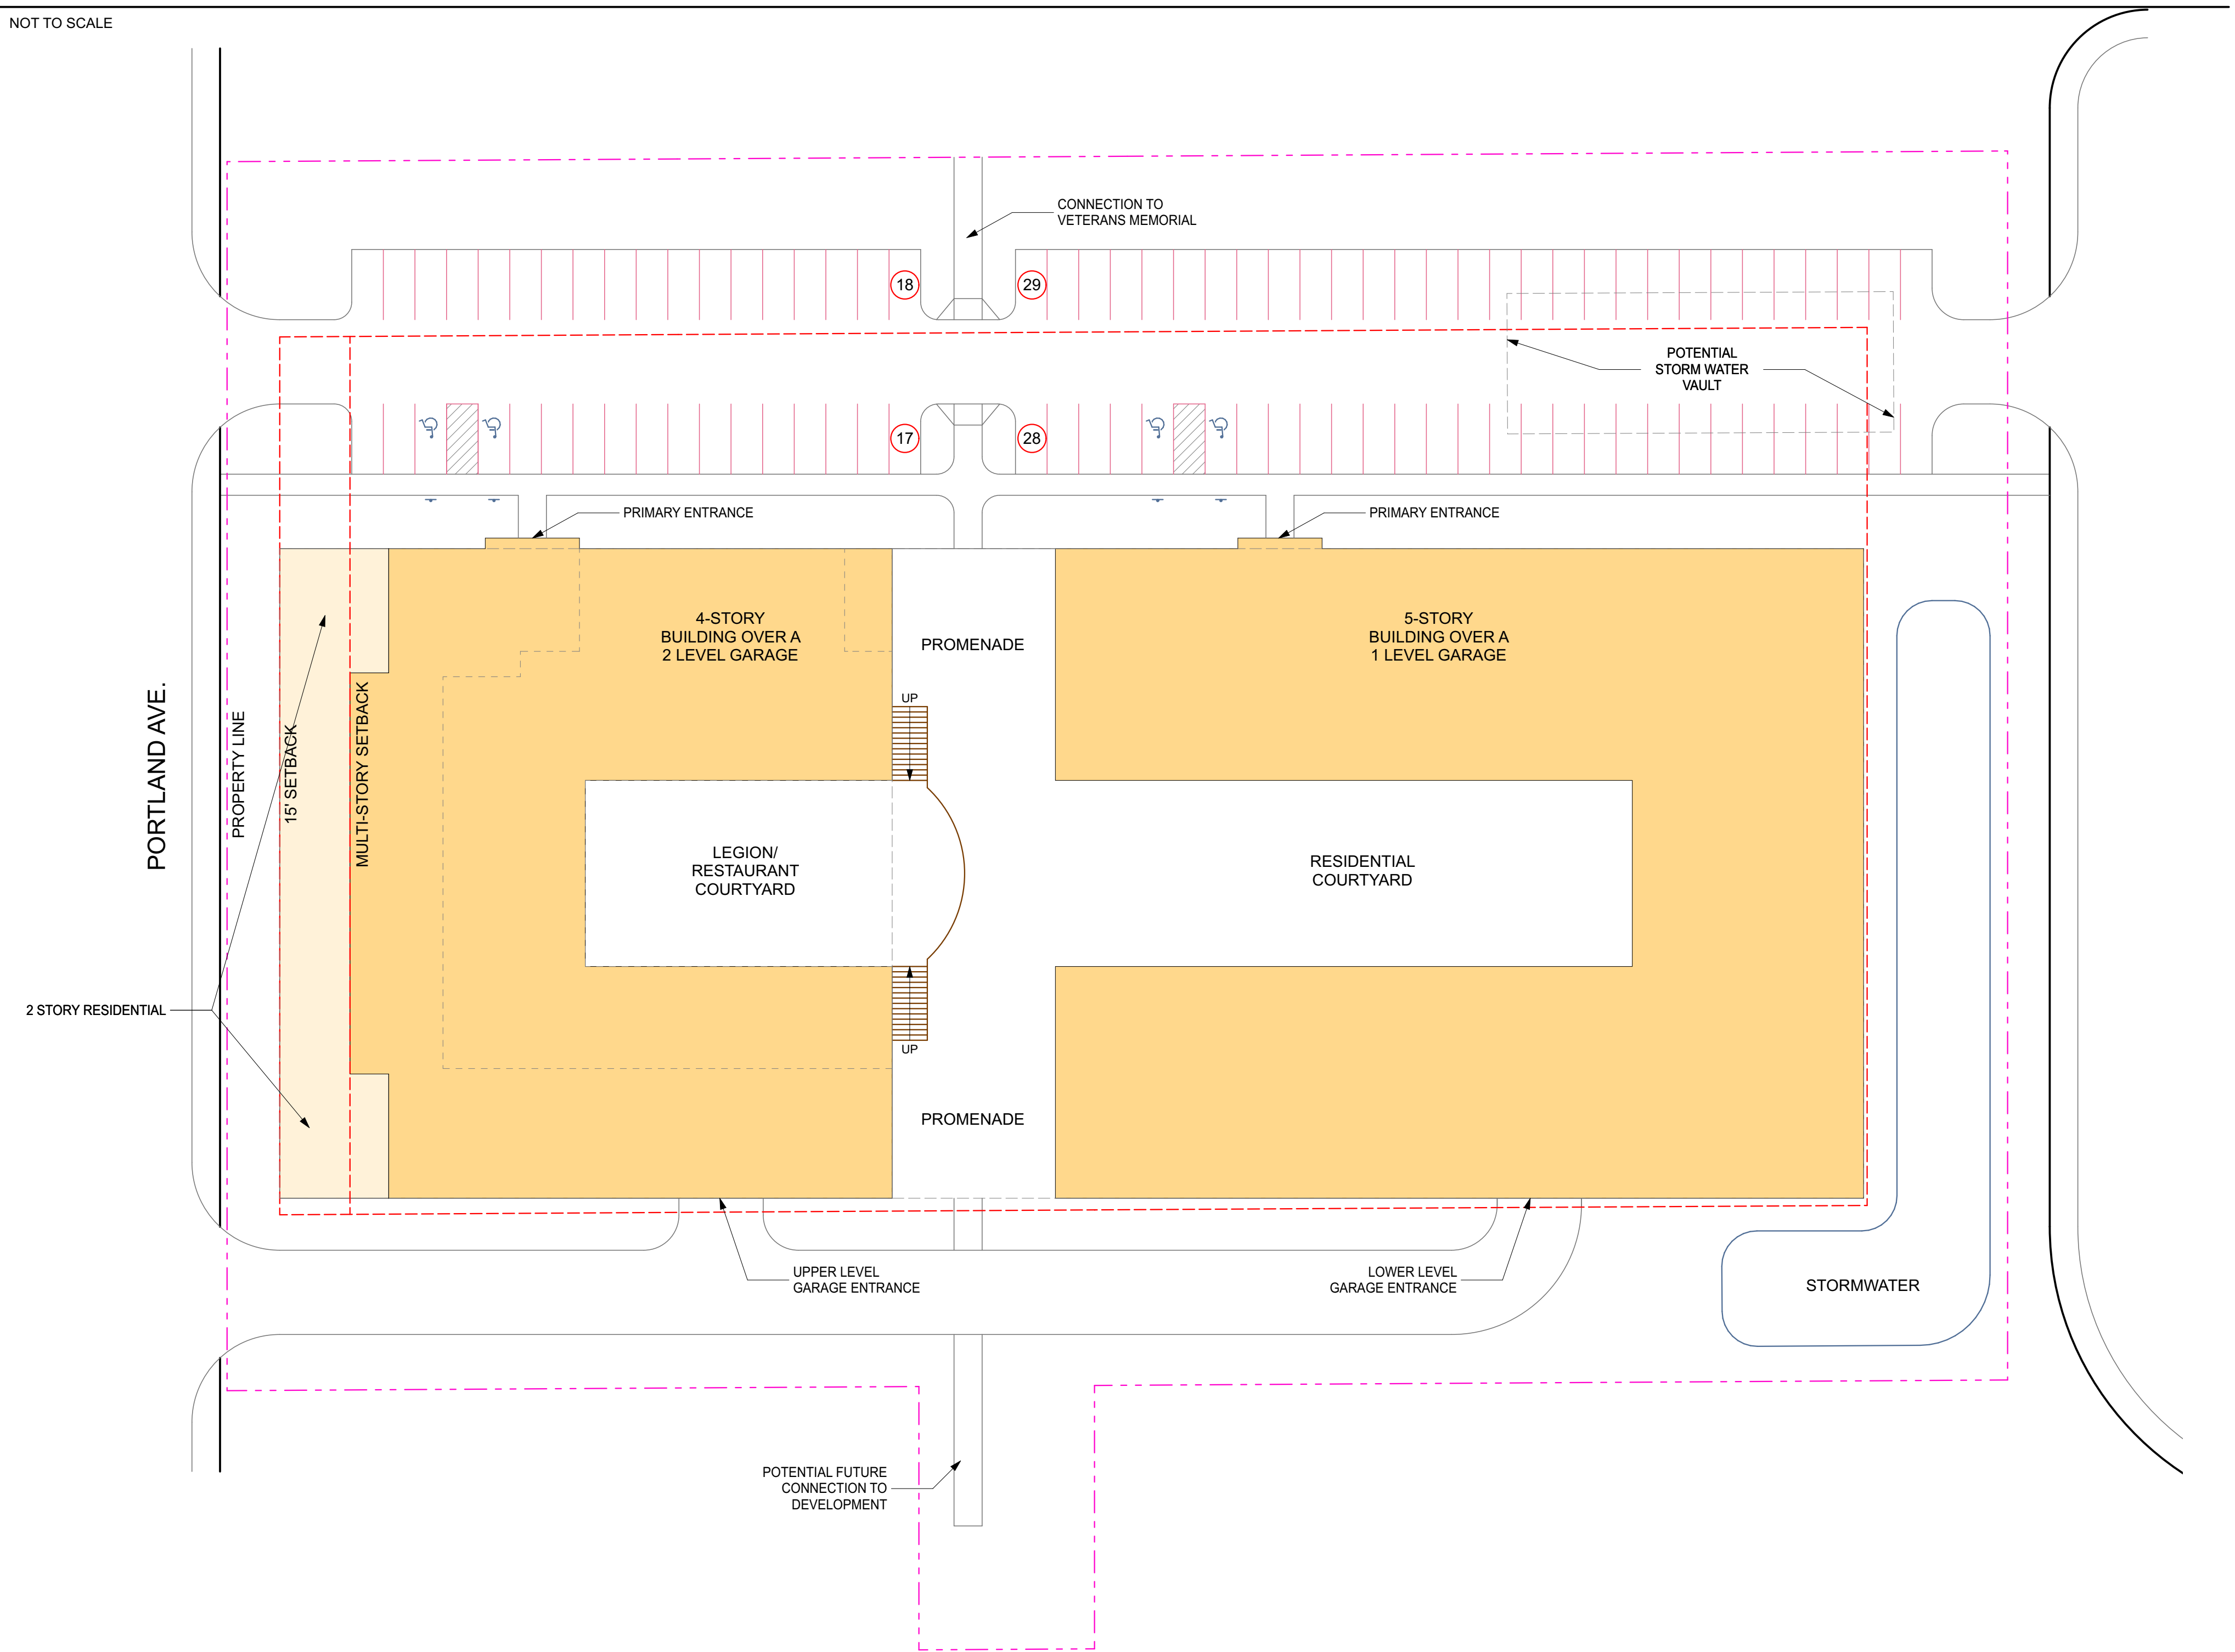 NOT TO SCALE
CONNECTION TO
VETERANS MEMORIAL
18
29
POTENTIAL
STORM WATER
VAULT
17
28
PRIMARY ENTRANCE
PRIMARY ENTRANCE
4-STORY
BUILDING OVER A
2 LEVEL GARAGE
PROMENADE
5-STORY
BUILDING OVER A
1 LEVEL GARAGE
UP
PORTLAND AVE.
PROPERTY LINE
15' SETBACK
MULTI-STORY SETBACK
LEGION/
RESTAURANT
COURTYARD
RESIDENTIAL
COURTYARD
2 STORY RESIDENTIAL
UP
PROMENADE
UPPER LEVEL
GARAGE ENTRANCE
LOWER LEVEL
GARAGE ENTRANCE
STORMWATER
POTENTIAL FUTURE
CONNECTION TO
DEVELOPMENT